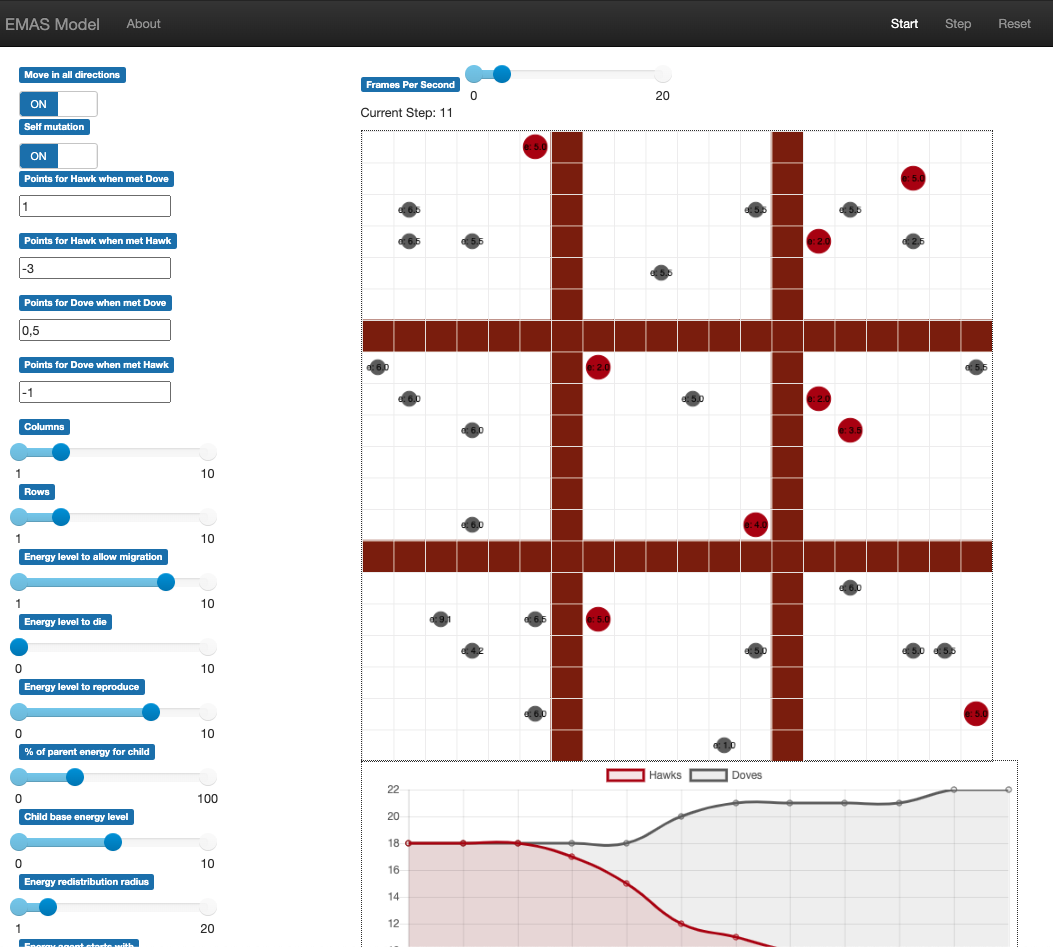 EMAS Model About Start Step Reset
Move in all directions
ON
Self mutation
ON
Points for Hawk when met Dove
1
Points for Hawk when met Hawk
-3
Points for Dove when met Dove
0,5
Points for Dove when met Hawk
-1
Columns
1 10
Rows
1 10
Energy level to allow migration
1 10
Energy level to die
0 10
Energy level to reproduce
0 10
% of parent energy for child
0 100
Child base energy level
0 10
Energy redistribution radius
1 20
Energy agent starts with
Frames Per Second
0 20
Current Step: 11
e: 5.0
e: 5.0
e: 6.5 e: 5.5 e: 5.5
e: 6.5 e: 5.5 e: 2.0 e: 2.5
e: 5.5
e: 6.0 e: 2.0 e: 5.5
e: 6.0 e: 5.0 e: 2.0
e: 6.0
e: 6.0 e: 4.0
e: 6.0
e: 9.1 e: 6.5 e: 5.0
e: 4.2 e: 5.0 e: 5.0 e: 5.5
e: 6.0 e: 5.0
e: 1.0
Hawks Doves
22
20
18
16
14
12